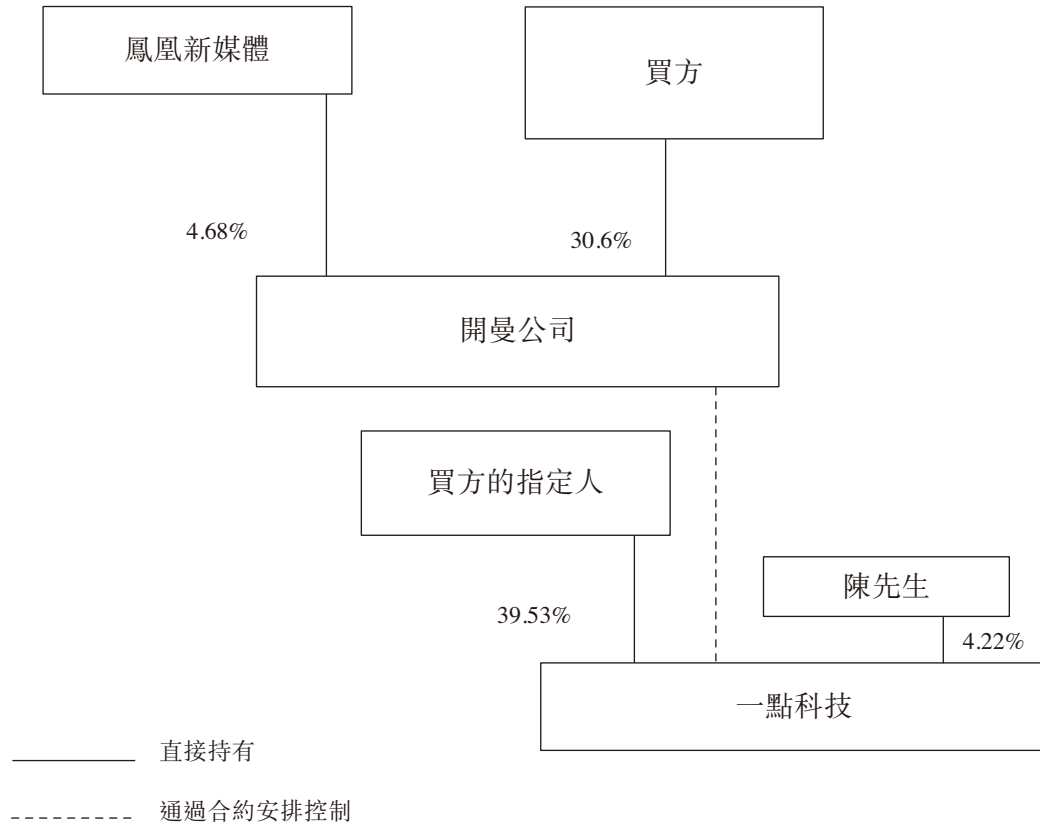 鳳凰新媒體
買方
4.68%
30.6%
開曼公司
買方的指定人
陳先生
39.53%
4.22%
一點科技
直接持有
通過合約安排控制